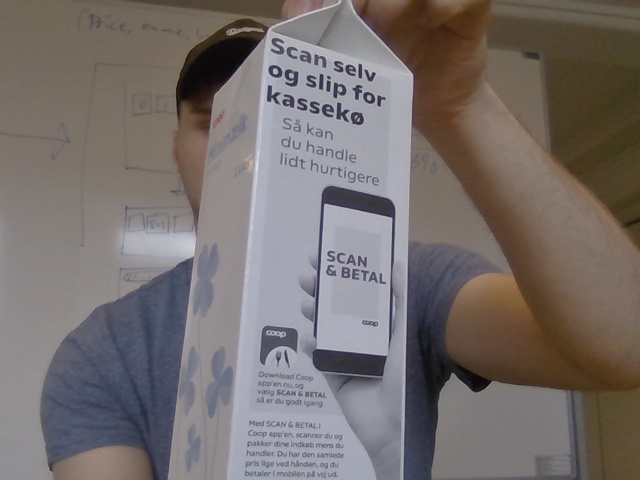 Scan selv
og slip for
kassekø
Så kan
du handle
lidt hurtigere
SCAN
& BETAL
coop
coop
Download Coop
app'en nu, og
vælg SCAN & BETAL
så er du godt igang.
Med SCAN & BETAL i
Coop app'en, scanner du og
pakker dine indkøb mens du
handler. Du har den samlede
pris lige ved hånden, og du
betaler i mobilen på vej ud.
coop